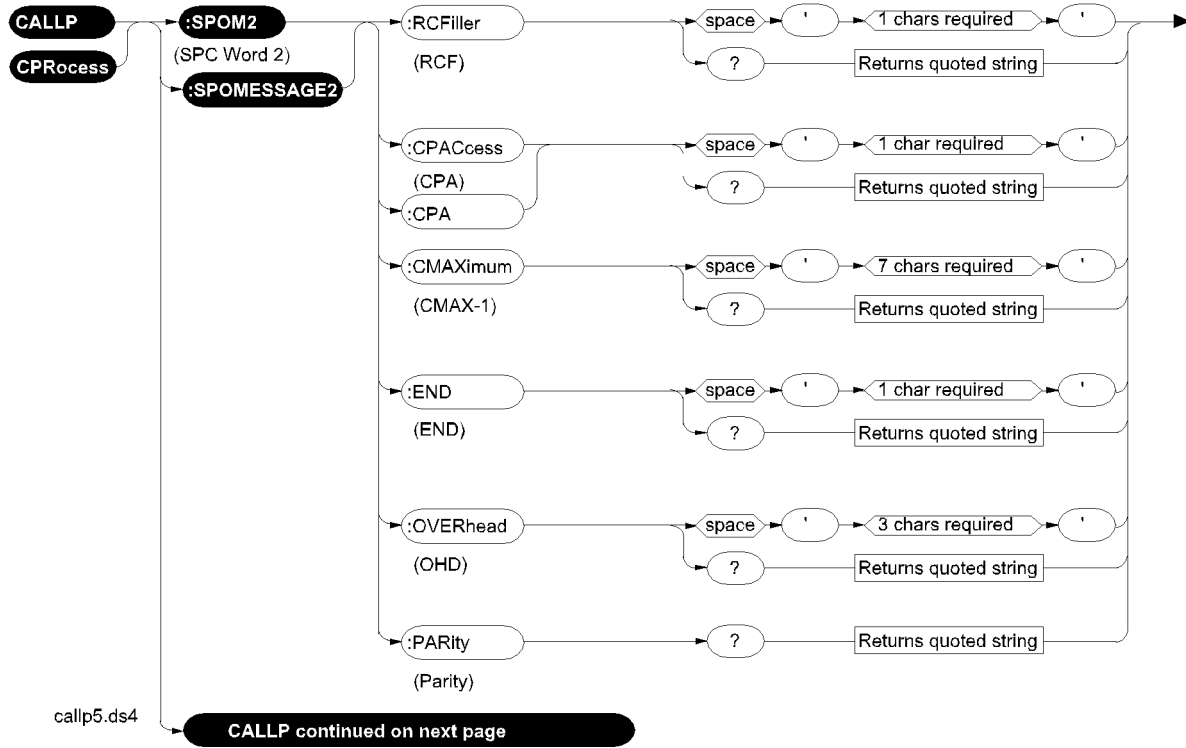 CALLP :SPOM2 :RCFiller space ' 1 chars required '
CPRocess (SPC Word 2) (RCF) ? Returns quoted string
:SPOMESSAGE2
:CPACcess space ' 1 char required '
(CPA) ? Returns quoted string
:CPA
:CMAXimum space ' 7 chars required '
(CMAX-1) ? Returns quoted string
:END space ' 1 char required '
(END) ? Returns quoted string
:OVERhead space ' 3 chars required '
(OHD) ? Returns quoted string
:PARity ? Returns quoted string
(Parity)
callp5.ds4
CALLP continued on next page